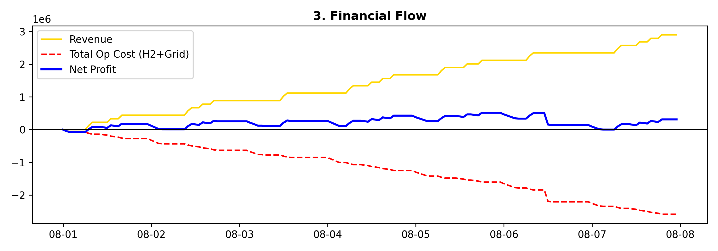 3. Financial Flow
1e6
Revenue
Total Op Cost (H2+Grid)
Net Profit
3
2
1
0
−1
−2
08-01 08-02 08-03 08-04 08-05 08-06 08-07 08-08